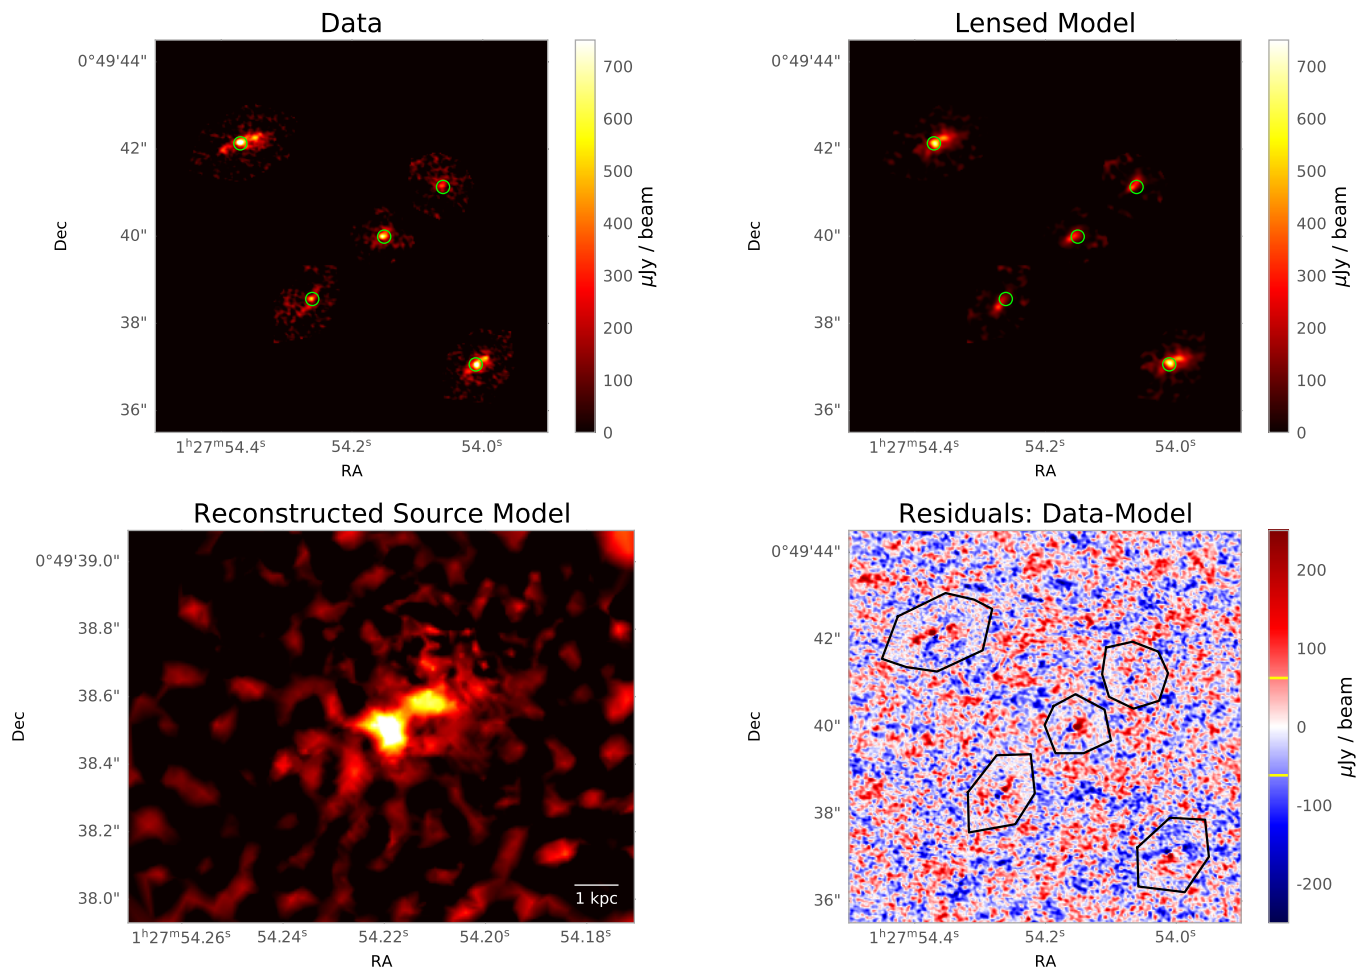 Data
Lensed Model
0°49'44"
42"
40"
38"
36"
Dec
1ʰ27ᵐ54.4ˢ
54.2ˢ
54.0ˢ
RA
700
600
500
400
300
200
100
0
μJy / beam
0°49'44"
42"
40"
38"
36"
Dec
1ʰ27ᵐ54.4ˢ
54.2ˢ
54.0ˢ
RA
700
600
500
400
300
200
100
0
μJy / beam
Reconstructed Source Model
Residuals: Data-Model
0°49'39.0"
38.8"
38.6"
38.4"
38.2"
38.0"
Dec
1 kpc
1ʰ27ᵐ54.26ˢ
54.24ˢ
54.22ˢ
54.20ˢ
54.18ˢ
RA
0°49'44"
42"
40"
38"
36"
Dec
1ʰ27ᵐ54.4ˢ
54.2ˢ
54.0ˢ
RA
200
100
0
-100
-200
μJy / beam